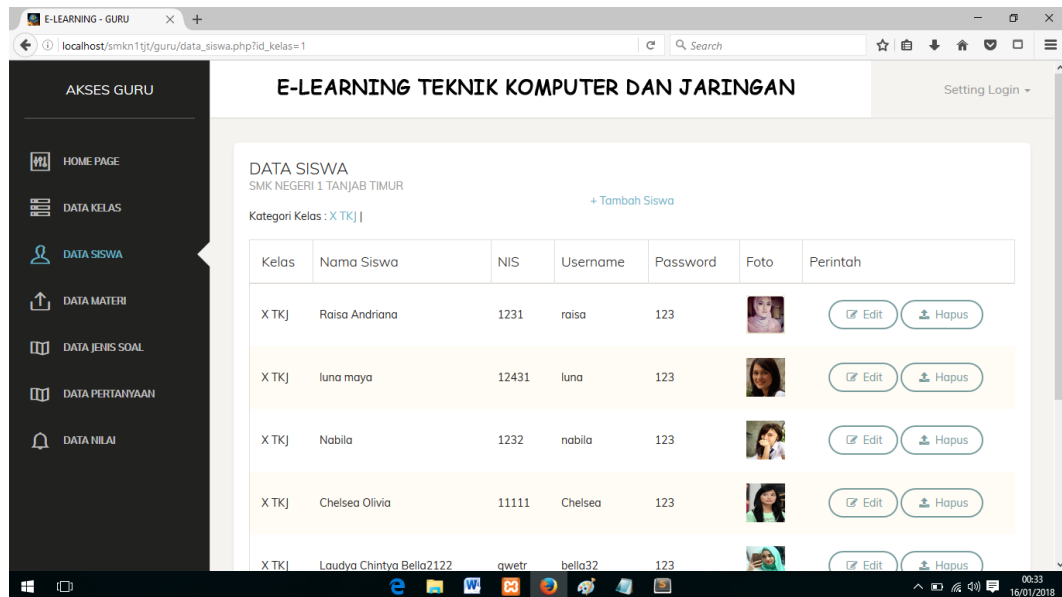 E-LEARNING - GURU
localhost/smkn1tjt/guru/data_siswa.php?id_kelas=1
Search
AKSES GURU
E-LEARNING TEKNIK KOMPUTER DAN JARINGAN
Setting Login
HOME PAGE
DATA KELAS
DATA SISWA
DATA MATERI
DATA JENIS SOAL
DATA PERTANYAAN
DATA NILAI
DATA SISWA
SMK NEGERI 1 TANJAB TIMUR
+ Tambah Siswa
Kategori Kelas : X TKJ |
Kelas Nama Siswa NIS Username Password Foto Perintah
X TKJ Raisa Andriana 1231 raisa 123 Edit Hapus
X TKJ luna maya 12431 luna 123 Edit Hapus
X TKJ Nabila 1232 nabila 123 Edit Hapus
X TKJ Chelsea Olivia 11111 Chelsea 123 Edit Hapus
X TKJ Laudya Chintya Bella2122 qwetr bella32 123 Edit Hapus
00:33
16/01/2018